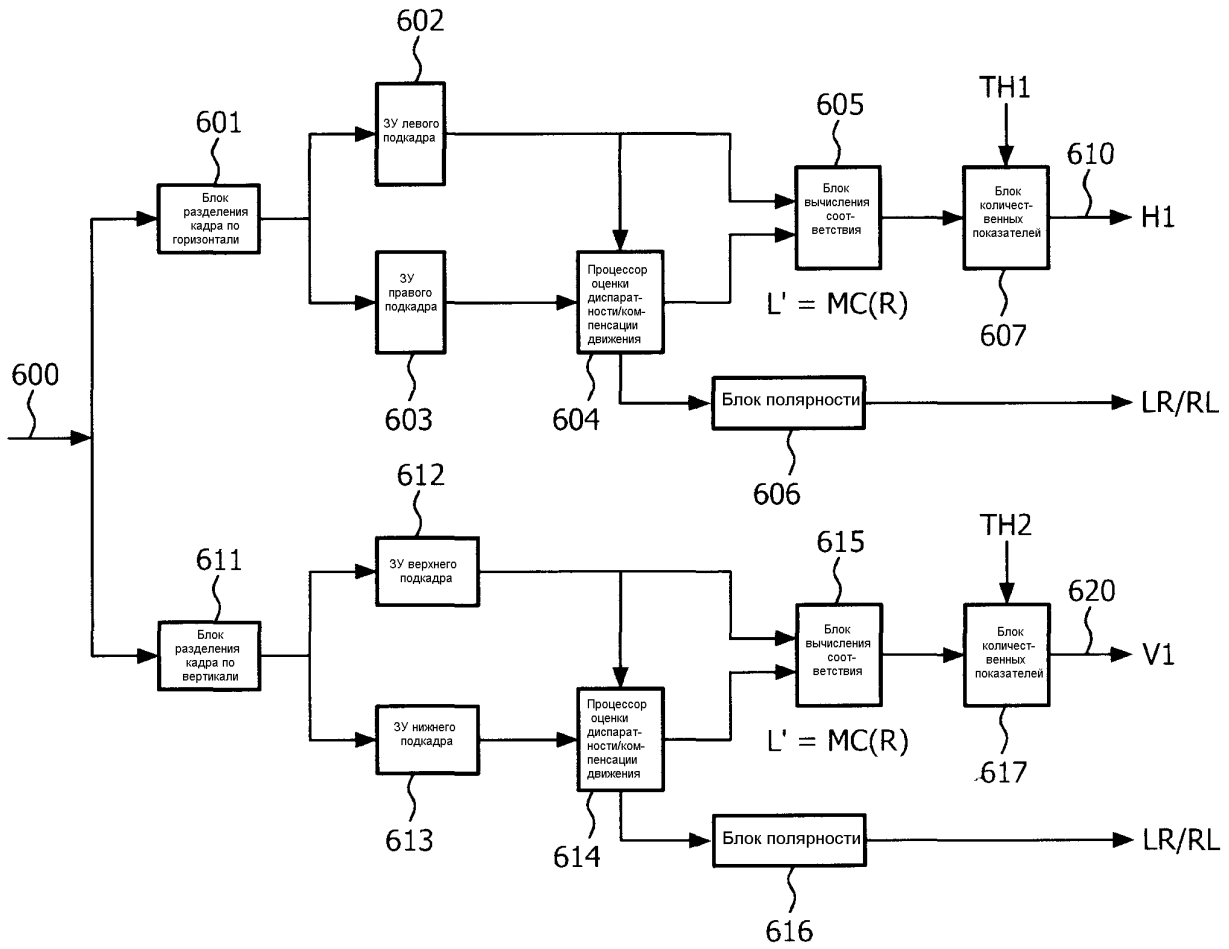 602
ЗУ левого
подкадра
TH1
601
605
610
Блок
разделения
кадра по
горизонтали
Блок
вычисления
соот-
ветствия
Блок
количест-
венных
показателей
H1
ЗУ
правого
подкадра
Процессор
оценки
диспарат-
ности/ком-
пенсации
движения
L' = MC(R)
607
600
603
604
Блок полярности
LR/RL
606
612
TH2
611
ЗУ верхнего
подкадра
615
620
Блок
разделения
кадра по
вертикали
Блок
вычисления
соот-
ветствия
Блок
количест-
венных
показателей
V1
ЗУ нижнего
подкадра
Процессор
оценки
диспарат-
ности/ком-
пенсации
движения
L' = MC(R)
617
613
614
Блок полярности
LR/RL
616